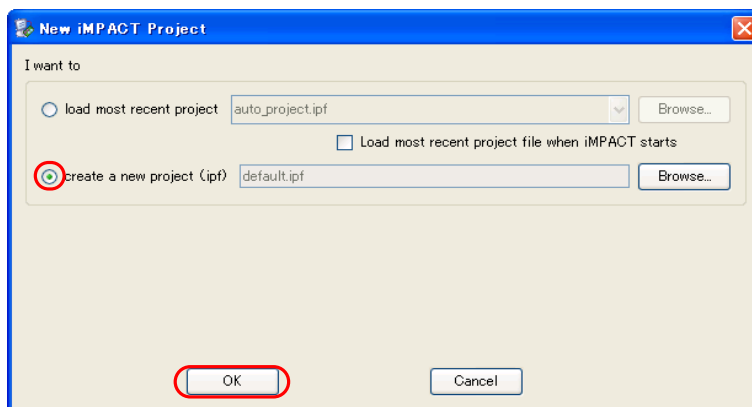 New iMPACT Project
I want to
load most recent project auto_project.ipf Browse...
Load most recent project file when iMPACT starts
create a new project (ipf) default.ipf Browse...
OK Cancel